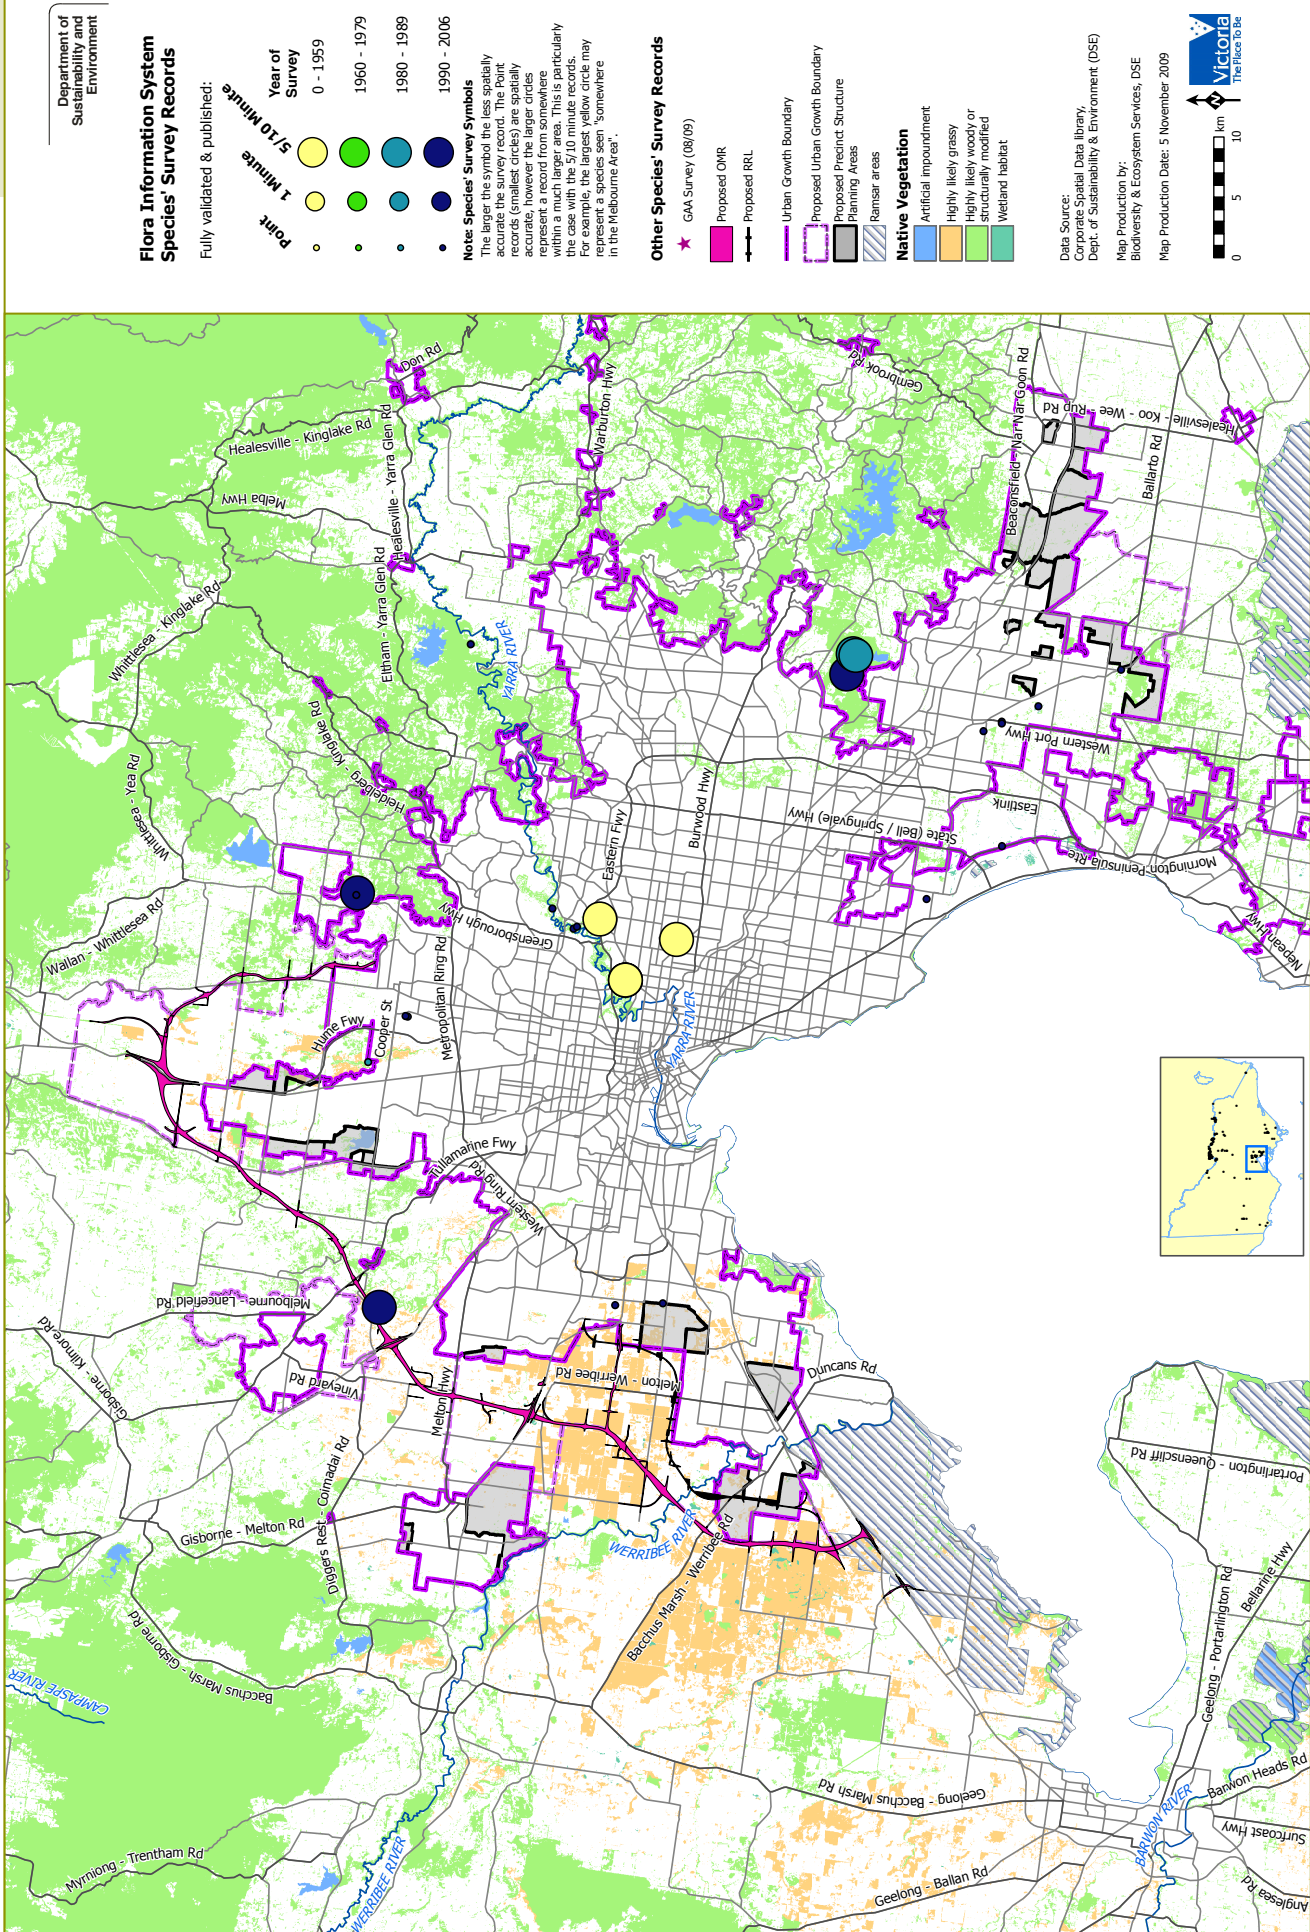 Department of
Sustainability and
Environment
Flora Information System
Species' Survey Records
Fully validated & published:
Point
1 Minute
5/10 Minute
Year of
Survey
0 - 1959
1960 - 1979
1980 - 1989
1990 - 2006
Note: Species' Survey Symbols
The larger the symbol the less spatially
accurate the survey record. The Point
records (smallest circles) are spatially
accurate, however the larger circles
represent a record from somewhere
within a much larger area. This is particularly
the case with the 5/10 minute records.
For example, the largest yellow circle may
represent a species seen "somewhere
in the Melbourne Area".
Other Species' Survey Records
GAA Survey (08/09)
Proposed OMR
Proposed RRL
Urban Growth Boundary
Proposed Urban Growth Boundary
Proposed Precinct Structure
Planning Areas
Ramsar areas
Native Vegetation
Artificial impoundment
Highly likely grassy
Highly likely woody or
structurally modified
Wetland habitat
Data Source:
Corporate Spatial Data library,
Dept. of Sustainability & Environment (DSE)
Map Production by:
Biodiversity & Ecosystem Services, DSE
Map Production Date: 5 November 2009
0 5 10
km
N
Victoria
The Place To Be
Don Rd
Healesville - Kinglake Rd
Healesville - Yarra Glen Rd
Melba Hwy
Warburton Hwy
Gembrook Rd
Beaconsfield - Nar Nar Goon Rd
Healesville - Koo - Wee - Rup Rd
Ballarto Rd
Whittlesea - Kinglake Rd
Eltham - Yarra Glen Rd
YARRA RIVER
Heidelberg - Kinglake Rd
Whittlesea - Yea Rd
Western Port Hwy
Eastlink
State (Bell / Springvale) Hwy
Burwood Hwy
Eastern Fwy
Mornington Peninsula Rte
Nepean Hwy
Wallan - Whittlesea Rd
Greensborough Hwy
Metropolitan Ring Rd
Hume Fwy
Cooper St
YARRA RIVER
Tullamarine Fwy
Western Ring Rd
Melbourne - Lancefield Rd
Gisborne - Kilmore Rd
Vineyard Rd
Melton Hwy
Melton - Werribee Rd
Duncans Rd
Diggers Rest - Coimadai Rd
Gisborne - Melton Rd
WERRIBEE RIVER
Bacchus Marsh - Werribee Rd
Bacchus Marsh - Gisborne Rd
CAMPASPE RIVER
Portarlington - Queenscliff Rd
Geelong - Portarlington Rd
Bellarine Hwy
Geelong - Bacchus Marsh Rd
Barwon Heads Rd
BARWON RIVER
Surfcoast Hwy
Anglesea Rd
Geelong - Ballan Rd
Myrniong - Trentham Rd
WERRIBEE RIVER